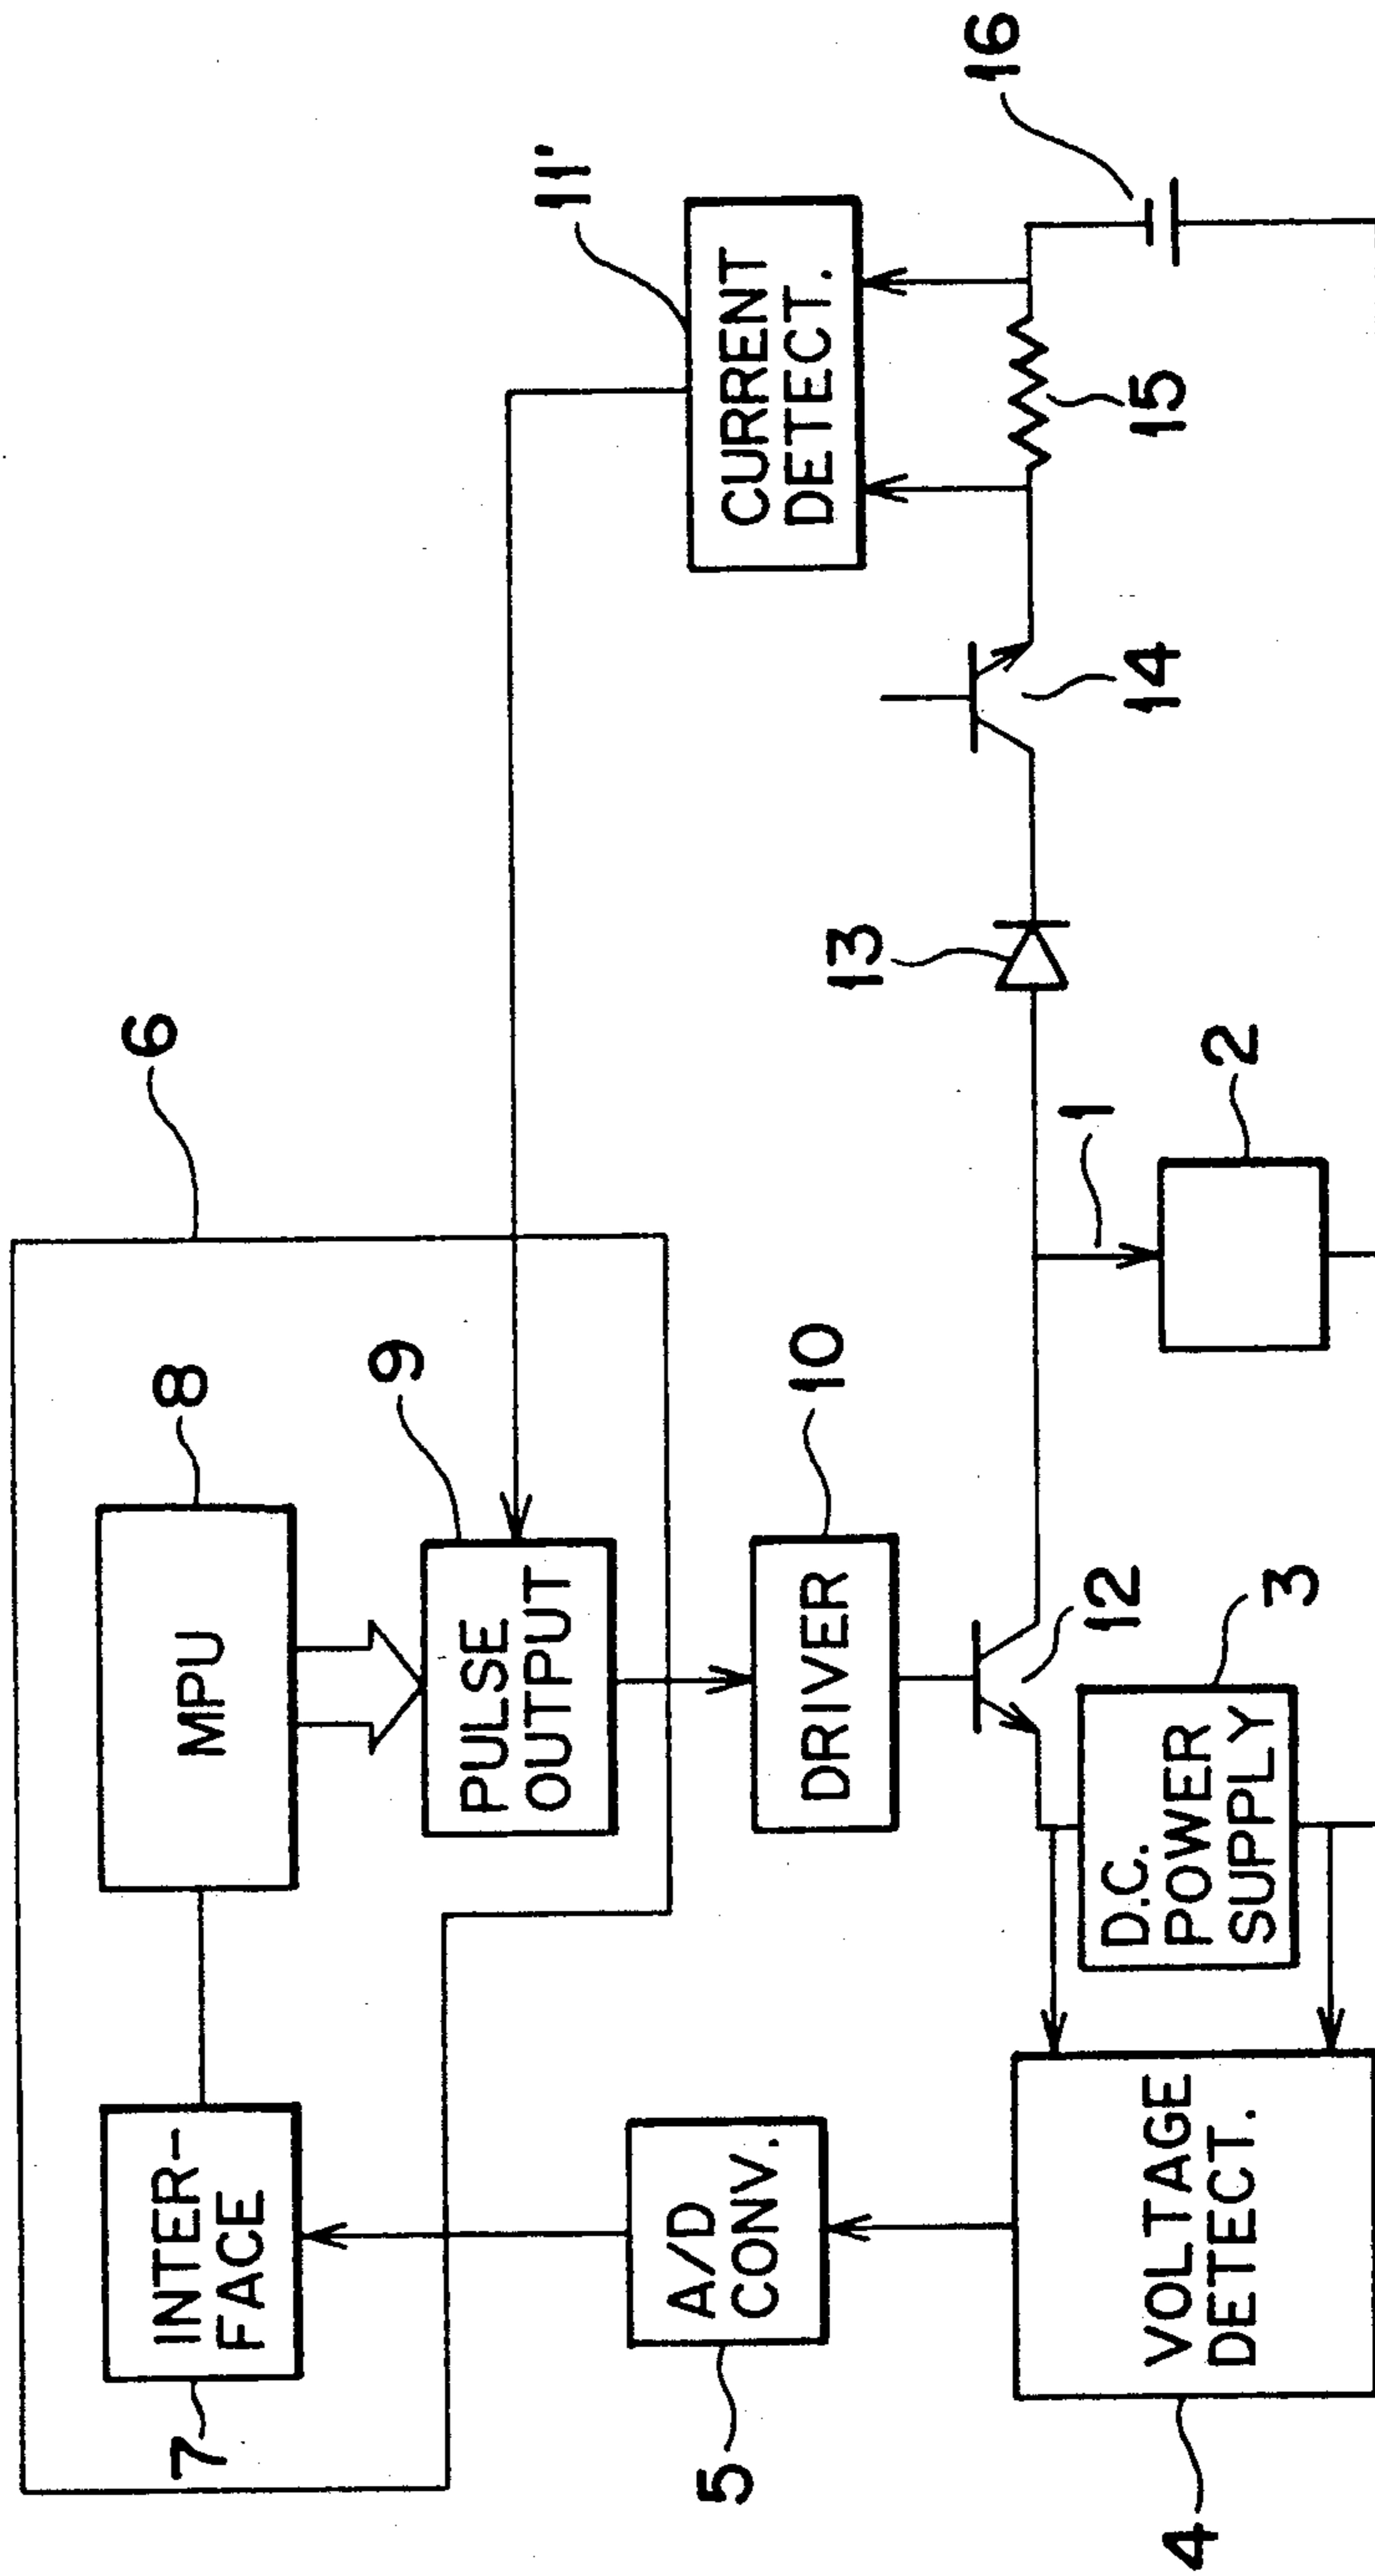 6
8
MPU
INTER-
FACE
7
9
PULSE
OUTPUT
11'
CURRENT
DETECT.
5
A/D
CONV.
10
DRIVER
13
14
15
16
12
1
2
3
D.C.
POWER
SUPPLY
VOLTAGE
DETECT.
4